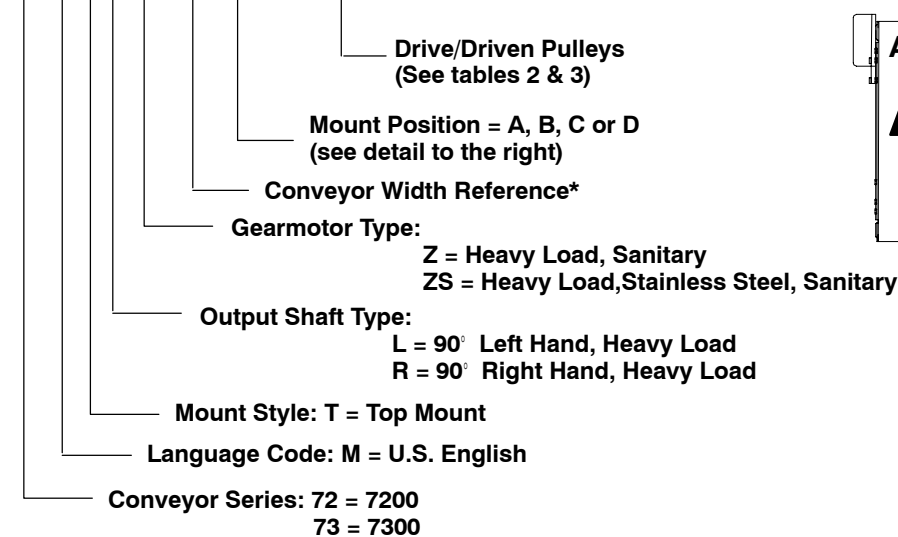 Drive/Driven Pulleys
(See tables 2 & 3)
Mount Position = A, B, C or D
(see detail to the right)
Conveyor Width Reference*
Gearmotor Type:
Z = Heavy Load, Sanitary
ZS = Heavy Load,Stainless Steel, Sanitary
Output Shaft Type:
L = 90° Left Hand, Heavy Load
R = 90° Right Hand, Heavy Load
Mount Style: T = Top Mount
Language Code: M = U.S. English
Conveyor Series: 72 = 7200
73 = 7300